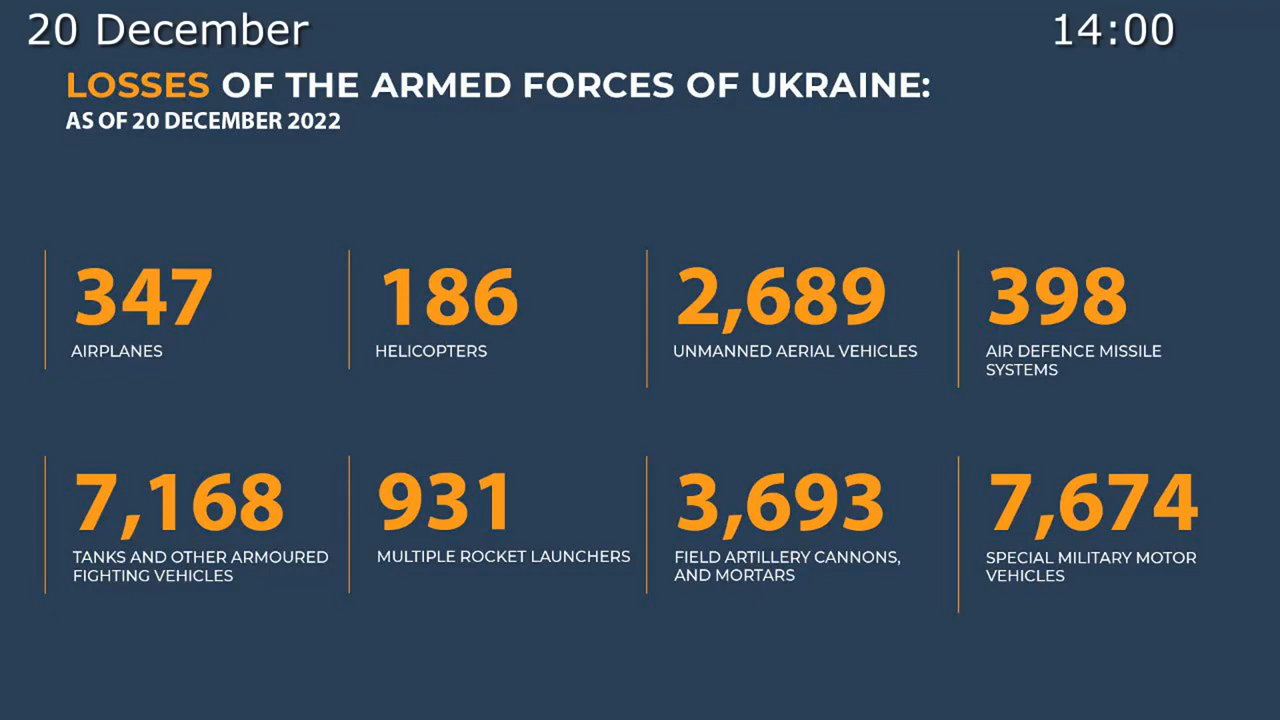 20 December 14:00
LOSSES OF THE ARMED FORCES OF UKRAINE:
AS OF 20 DECEMBER 2022
347
AIRPLANES
186
HELICOPTERS
2,689
UNMANNED AERIAL VEHICLES
398
AIR DEFENCE MISSILE
SYSTEMS
7,168
TANKS AND OTHER ARMOURED
FIGHTING VEHICLES
931
MULTIPLE ROCKET LAUNCHERS
3,693
FIELD ARTILLERY CANNONS,
AND MORTARS
7,674
SPECIAL MILITARY MOTOR
VEHICLES